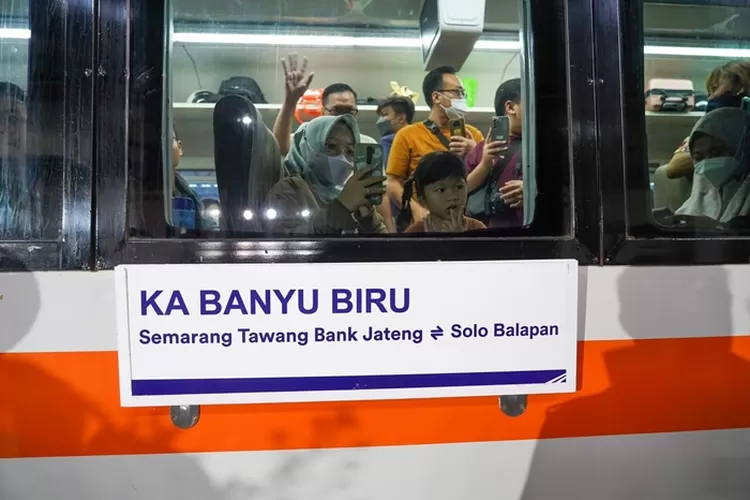 KA BANYU BIRU
Semarang Tawang Bank Jateng ⇌ Solo Balapan